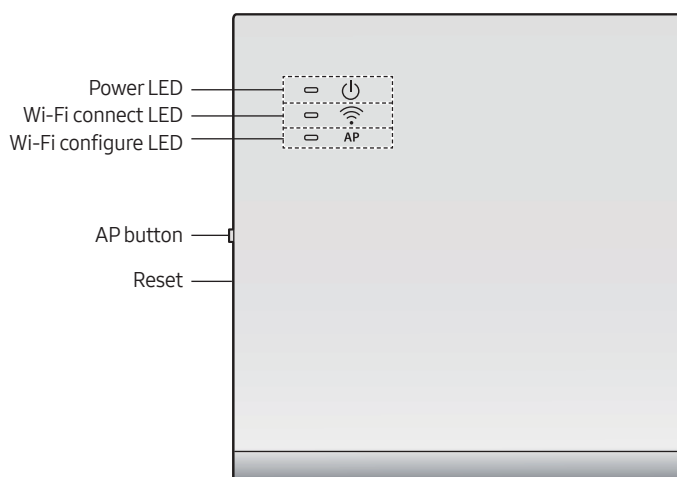 Power LED
Wi-Fi connect LED
Wi-Fi configure LED
AP
AP button
Reset